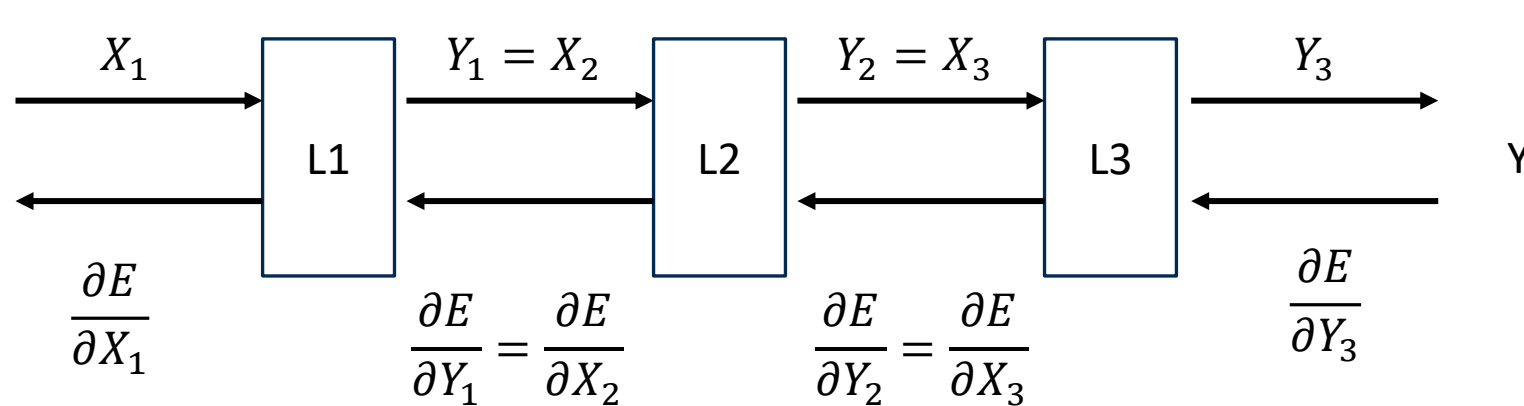 X₁ Y₁ = X₂ Y₂ = X₃ Y₃
L1 L2 L3 Y
∂E/∂X₁ ∂E/∂Y₁ = ∂E/∂X₂ ∂E/∂Y₂ = ∂E/∂X₃ ∂E/∂Y₃